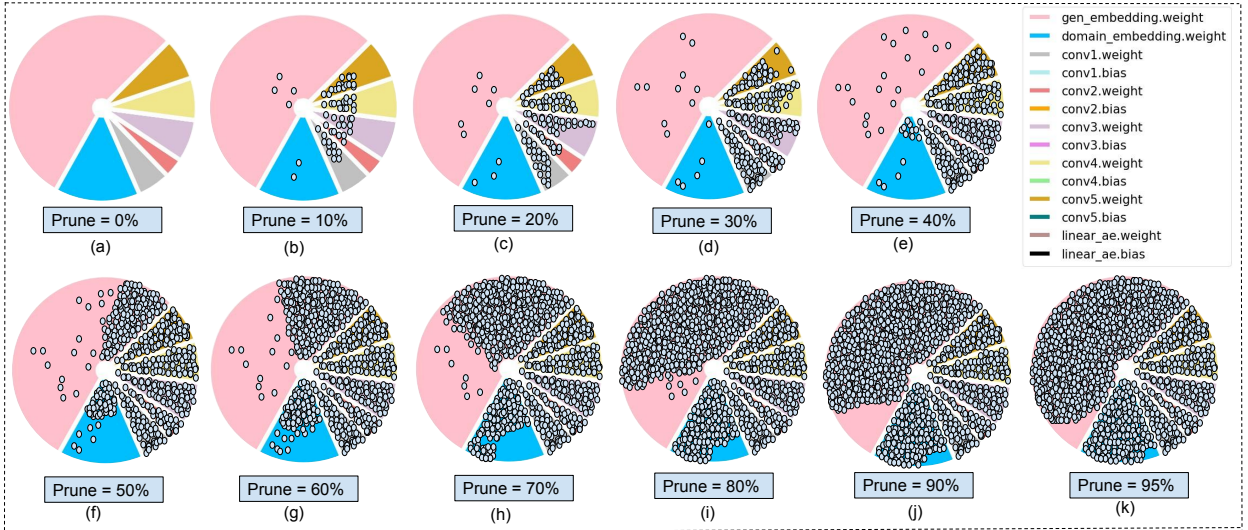 gen_embedding.weight
domain_embedding.weight
conv1.weight
conv1.bias
conv2.weight
conv2.bias
conv3.weight
conv3.bias
conv4.weight
conv4.bias
conv5.weight
conv5.bias
linear_ae.weight
linear_ae.bias
Prune = 0%
Prune = 10%
Prune = 20%
Prune = 30%
Prune = 40%
(a)
(b)
(c)
(d)
(e)
Prune = 50%
Prune = 60%
Prune = 70%
Prune = 80%
Prune = 90%
Prune = 95%
(f)
(g)
(h)
(i)
(j)
(k)